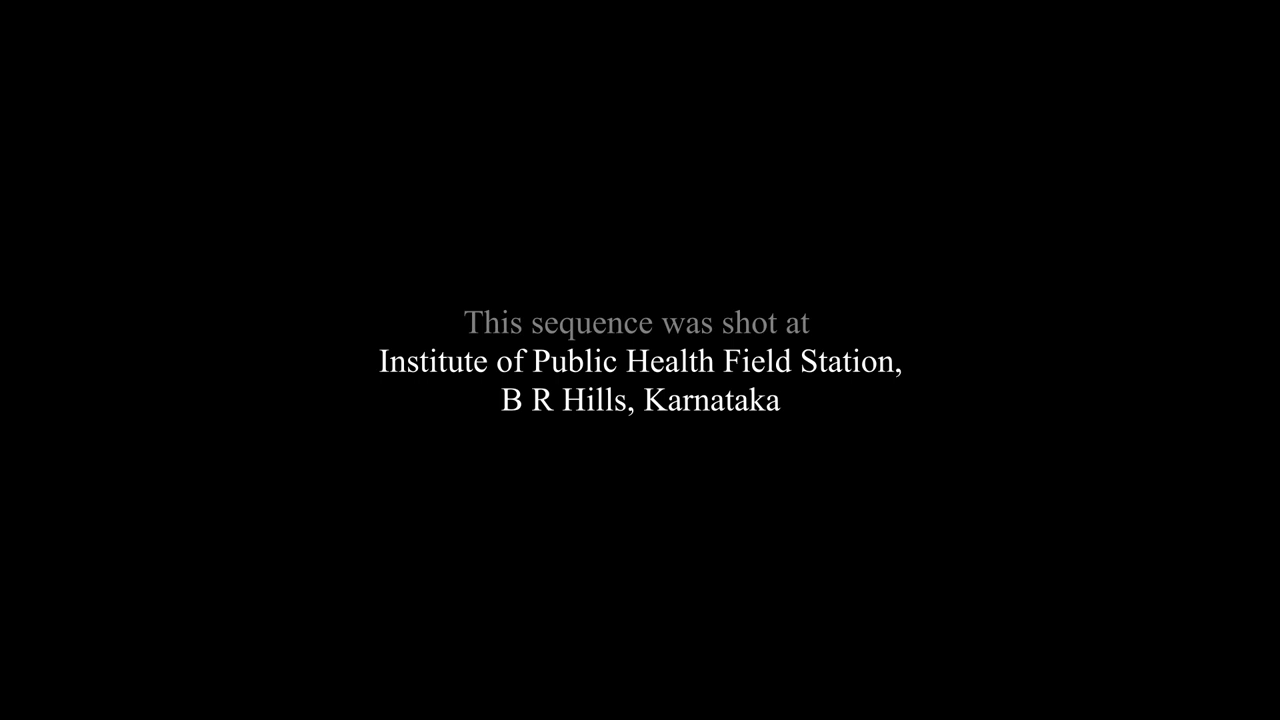 This sequence was shot at
Institute of Public Health Field Station,
B R Hills, Karnataka